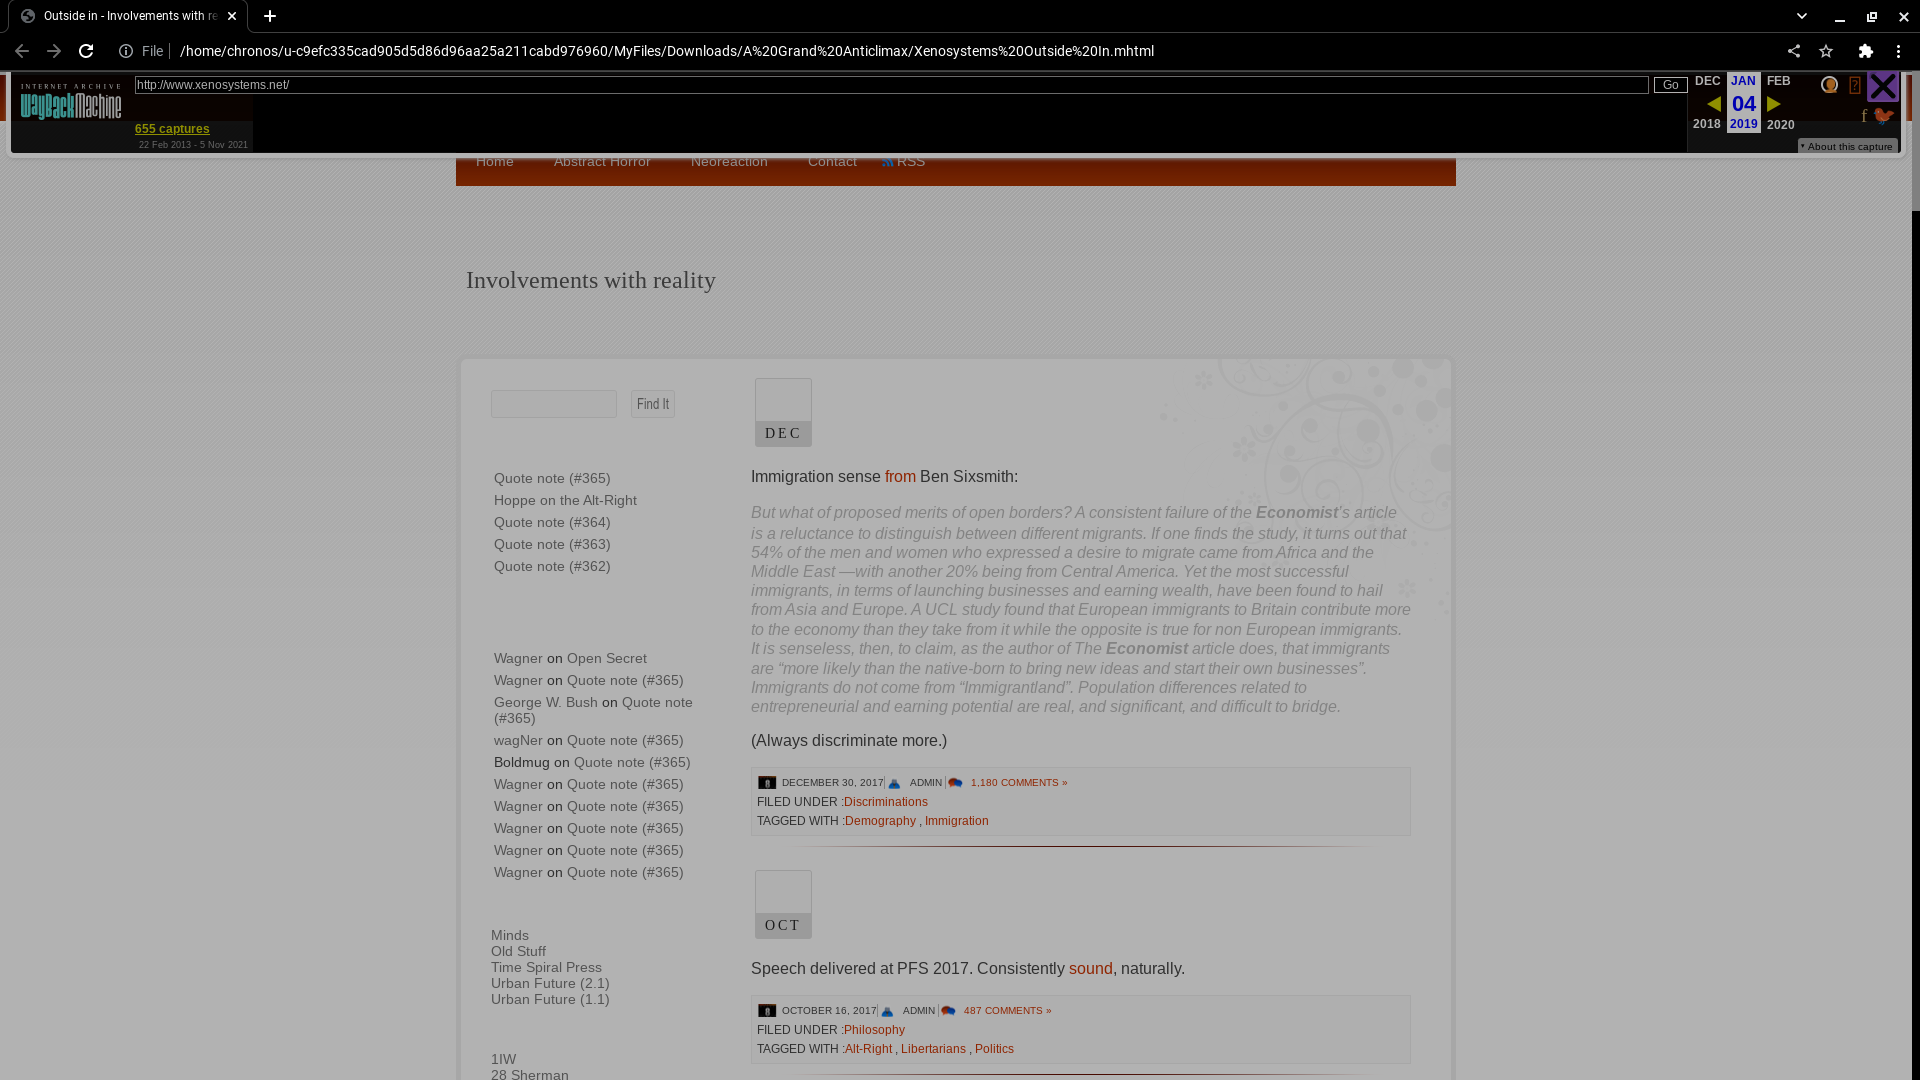 Outside in - Involvements with re
File
/home/chronos/u-c9efc335cad905d5d86d96aa25a211cabd976960/MyFiles/Downloads/A%20Grand%20Anticlimax/Xenosystems%20Outside%20In.mhtml
INTERNET ARCHIVE
WayBackMachine
http://www.xenosystems.net/
Go
DEC JAN FEB
04
2018 2019 2020
655 captures
22 Feb 2013 - 5 Nov 2021
f
▾ About this capture
Home Abstract Horror Neoreaction Contact RSS
Involvements with reality
Find It
Quote note (#365)
Hoppe on the Alt-Right
Quote note (#364)
Quote note (#363)
Quote note (#362)
Wagner on Open Secret
Wagner on Quote note (#365)
George W. Bush on Quote note
(#365)
wagNer on Quote note (#365)
Boldmug on Quote note (#365)
Wagner on Quote note (#365)
Wagner on Quote note (#365)
Wagner on Quote note (#365)
Wagner on Quote note (#365)
Wagner on Quote note (#365)
Minds
Old Stuff
Time Spiral Press
Urban Future (2.1)
Urban Future (1.1)
1IW
28 Sherman
DEC
Immigration sense from Ben Sixsmith:
But what of proposed merits of open borders? A consistent failure of the Economist's article
is a reluctance to distinguish between different migrants. If one finds the study, it turns out that
54% of the men and women who expressed a desire to migrate came from Africa and the
Middle East —with another 20% being from Central America. Yet the most successful
immigrants, in terms of launching businesses and earning wealth, have been found to hail
from Asia and Europe. A UCL study found that European immigrants to Britain contribute more
to the economy than they take from it while the opposite is true for non European immigrants.
It is senseless, then, to claim, as the author of The Economist article does, that immigrants
are “more likely than the native-born to bring new ideas and start their own businesses”.
Immigrants do not come from “Immigrantland”. Population differences related to
entrepreneurial and earning potential are real, and significant, and difficult to bridge.
(Always discriminate more.)
DECEMBER 30, 2017 ADMIN 1,180 COMMENTS »
FILED UNDER :Discriminations
TAGGED WITH :Demography , Immigration
OCT
Speech delivered at PFS 2017. Consistently sound, naturally.
OCTOBER 16, 2017 ADMIN 487 COMMENTS »
FILED UNDER :Philosophy
TAGGED WITH :Alt-Right , Libertarians , Politics